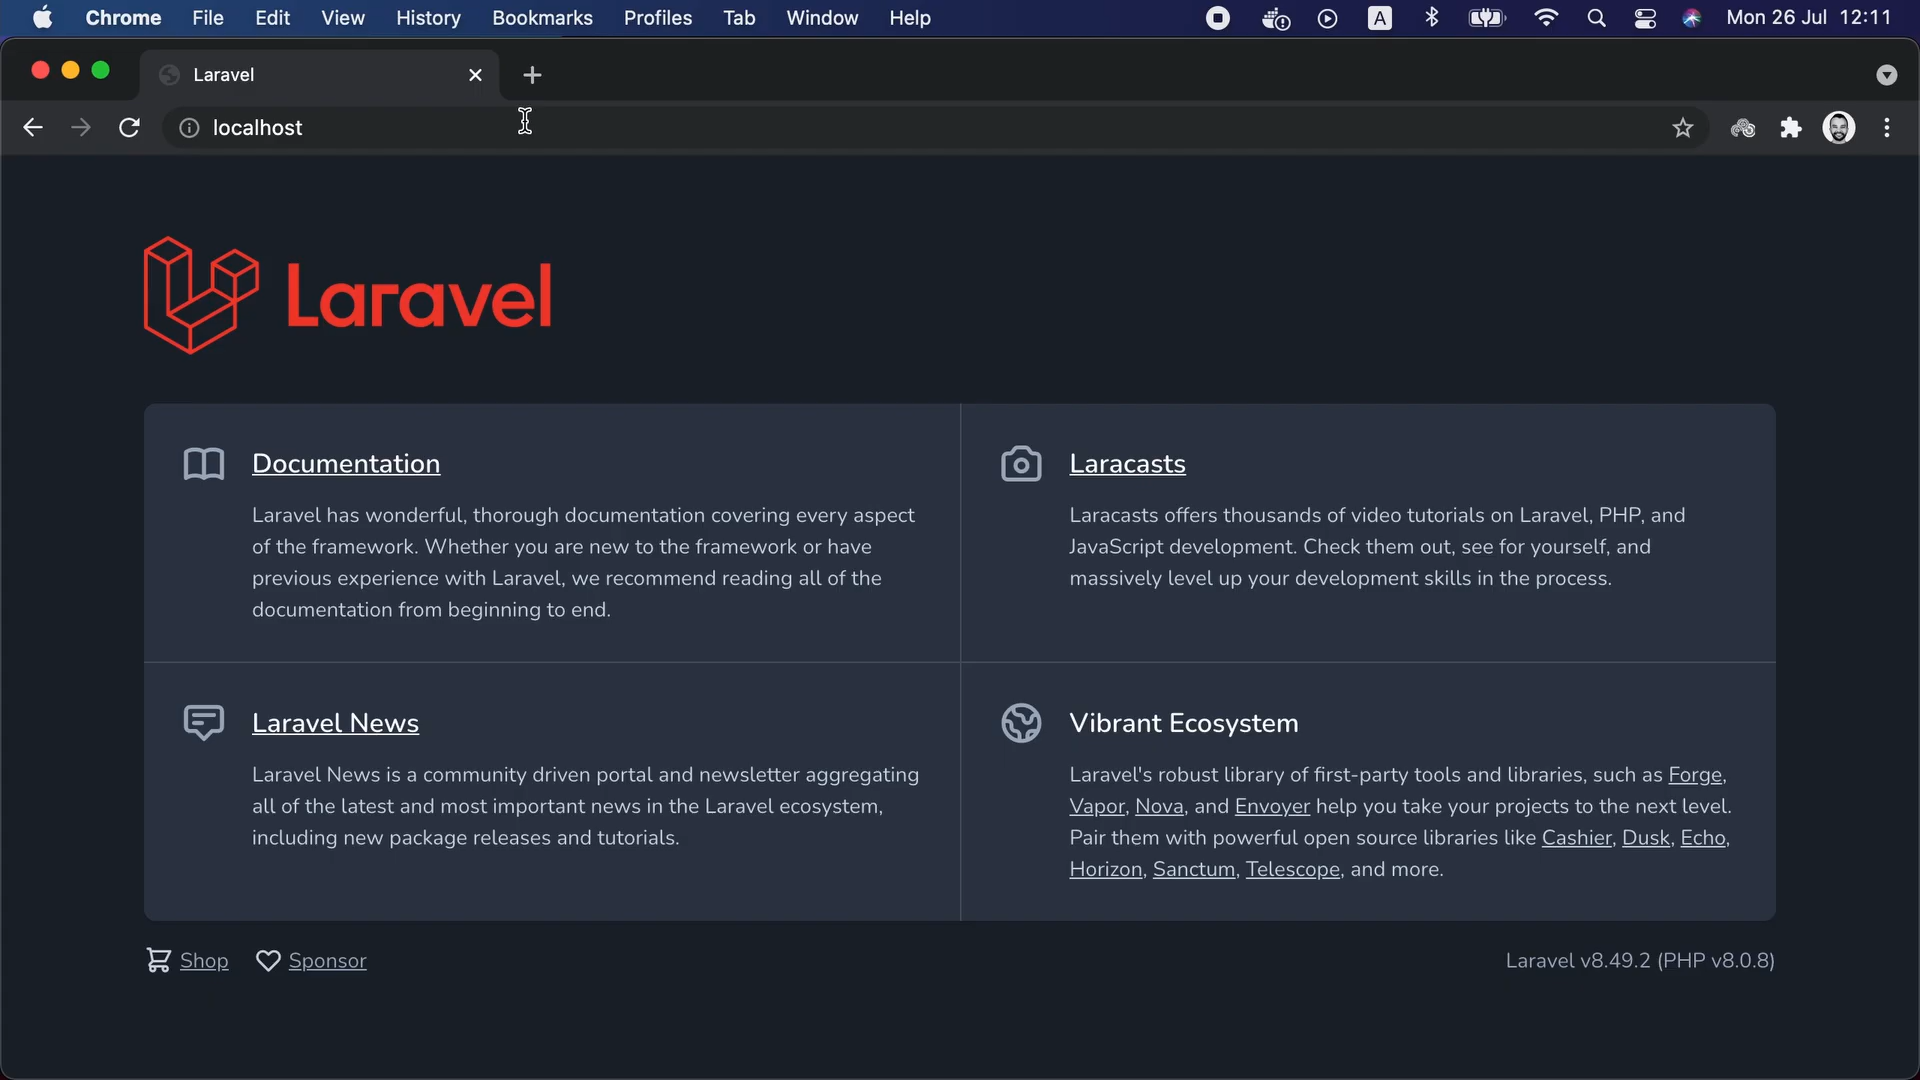 Chrome File Edit View History Bookmarks Profiles Tab Window Help A Mon 26 Jul 12:11
Laravel
localhost
Laravel
Documentation
Laravel has wonderful, thorough documentation covering every aspect
of the framework. Whether you are new to the framework or have
previous experience with Laravel, we recommend reading all of the
documentation from beginning to end.
Laracasts
Laracasts offers thousands of video tutorials on Laravel, PHP, and
JavaScript development. Check them out, see for yourself, and
massively level up your development skills in the process.
Laravel News
Laravel News is a community driven portal and newsletter aggregating
all of the latest and most important news in the Laravel ecosystem,
including new package releases and tutorials.
Vibrant Ecosystem
Laravel's robust library of first-party tools and libraries, such as Forge,
Vapor, Nova, and Envoyer help you take your projects to the next level.
Pair them with powerful open source libraries like Cashier, Dusk, Echo,
Horizon, Sanctum, Telescope, and more.
Shop Sponsor Laravel v8.49.2 (PHP v8.0.8)